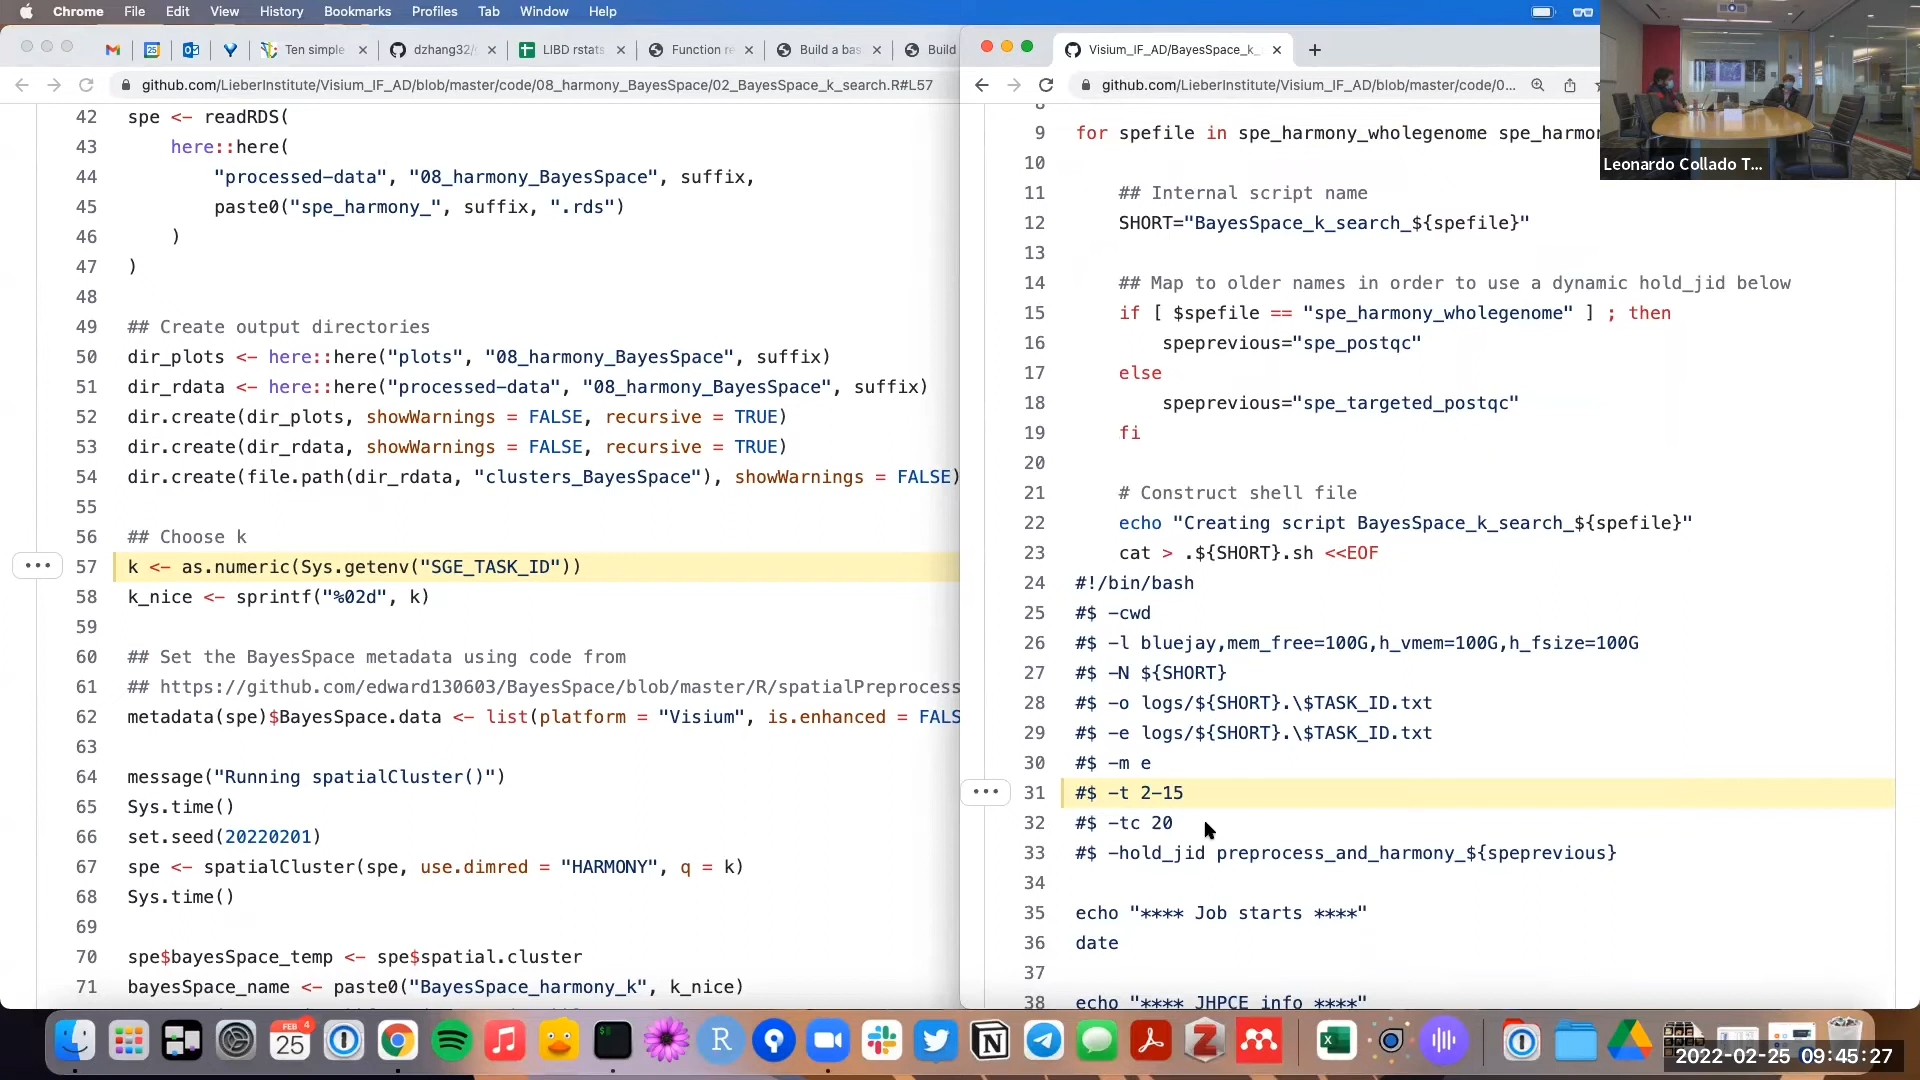 Chrome File Edit View History Bookmarks Profiles Tab Window Help
Ten simple
dzhang32/
LIBD rstats
Function re
Build a bas
Build
Visium_IF_AD/BayesSpace_k_
github.com/LieberInstitute/Visium_IF_AD/blob/master/code/08_harmony_BayesSpace/02_BayesSpace_k_search.R#L57
github.com/LieberInstitute/Visium_IF_AD/blob/master/code/0...
Leonardo Collado T...
42 spe <- readRDS(
43 here::here(
44 "processed-data", "08_harmony_BayesSpace", suffix,
45 paste0("spe_harmony_", suffix, ".rds")
46 )
47 )
48
49 ## Create output directories
50 dir_plots <- here::here("plots", "08_harmony_BayesSpace", suffix)
51 dir_rdata <- here::here("processed-data", "08_harmony_BayesSpace", suffix)
52 dir.create(dir_plots, showWarnings = FALSE, recursive = TRUE)
53 dir.create(dir_rdata, showWarnings = FALSE, recursive = TRUE)
54 dir.create(file.path(dir_rdata, "clusters_BayesSpace"), showWarnings = FALSE)
55
56 ## Choose k
57 k <- as.numeric(Sys.getenv("SGE_TASK_ID"))
58 k_nice <- sprintf("%02d", k)
59
60 ## Set the BayesSpace metadata using code from
61 ## https://github.com/edward130603/BayesSpace/blob/master/R/spatialPreprocess
62 metadata(spe)$BayesSpace.data <- list(platform = "Visium", is.enhanced = FALS
63
64 message("Running spatialCluster()")
65 Sys.time()
66 set.seed(20220201)
67 spe <- spatialCluster(spe, use.dimred = "HARMONY", q = k)
68 Sys.time()
69
70 spe$bayesSpace_temp <- spe$spatial.cluster
71 bayesSpace_name <- paste0("BayesSpace_harmony_k", k_nice)
8
9 for spefile in spe_harmony_wholegenome spe_harmo
10
11 ## Internal script name
12 SHORT="BayesSpace_k_search_${spefile}"
13
14 ## Map to older names in order to use a dynamic hold_jid below
15 if [ $spefile == "spe_harmony_wholegenome" ] ; then
16 speprevious="spe_postqc"
17 else
18 speprevious="spe_targeted_postqc"
19 fi
20
21 # Construct shell file
22 echo "Creating script BayesSpace_k_search_${spefile}"
23 cat > .${SHORT}.sh <<EOF
24 #!/bin/bash
25 #$ -cwd
26 #$ -l bluejay,mem_free=100G,h_vmem=100G,h_fsize=100G
27 #$ -N ${SHORT}
28 #$ -o logs/${SHORT}.\$TASK_ID.txt
29 #$ -e logs/${SHORT}.\$TASK_ID.txt
30 #$ -m e
31 #$ -t 2-15
32 #$ -tc 20
33 #$ -hold_jid preprocess_and_harmony_${speprevious}
34
35 echo "**** Job starts ****"
36 date
37
38 echo "**** JHPCE info ****"
FEB 4
25
2022-02-25 09:45:27